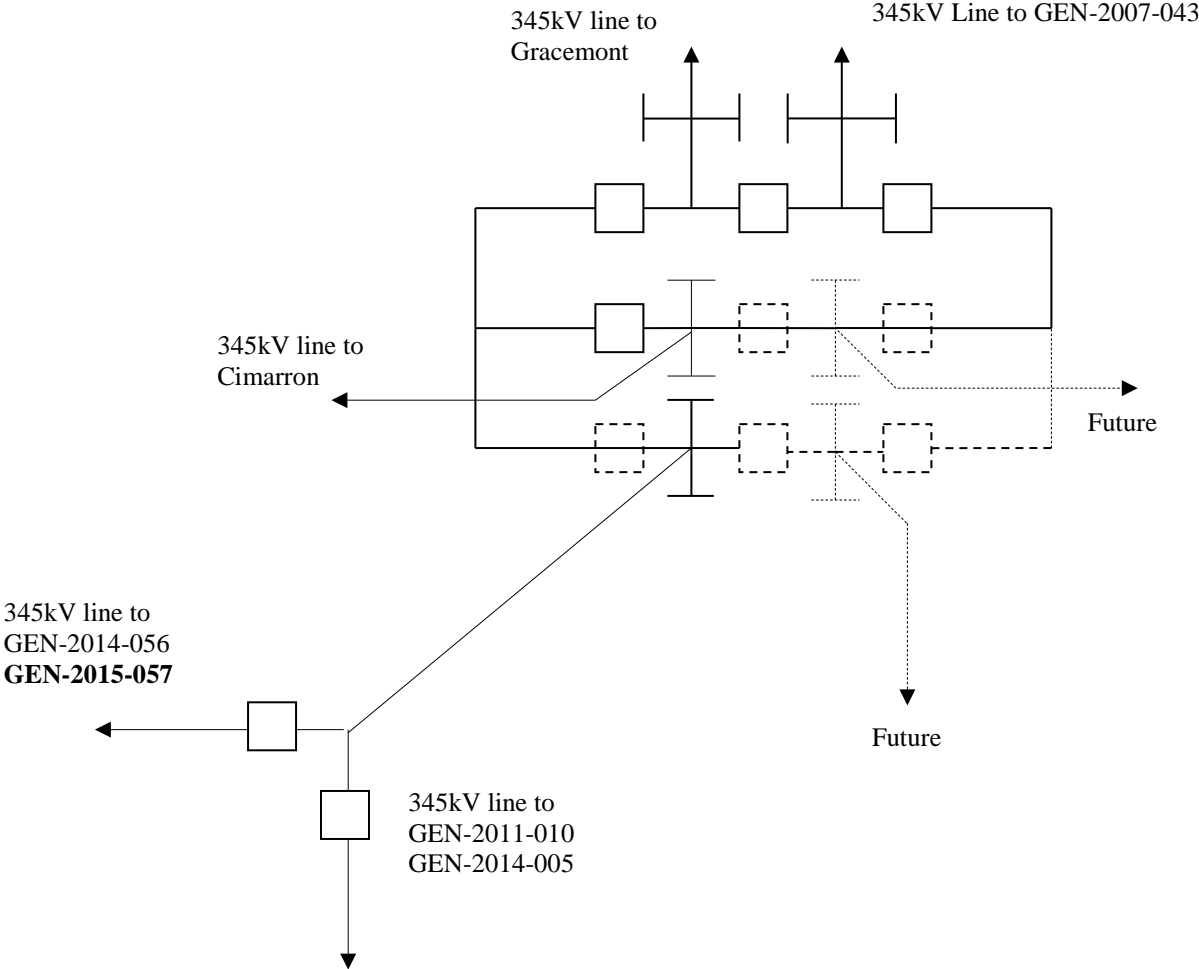 345kV line to
Gracemont
345kV Line to GEN-2007-043
345kV line to
Cimarron
Future
345kV line to
GEN-2014-056
GEN-2015-057
Future
345kV line to
GEN-2011-010
GEN-2014-005